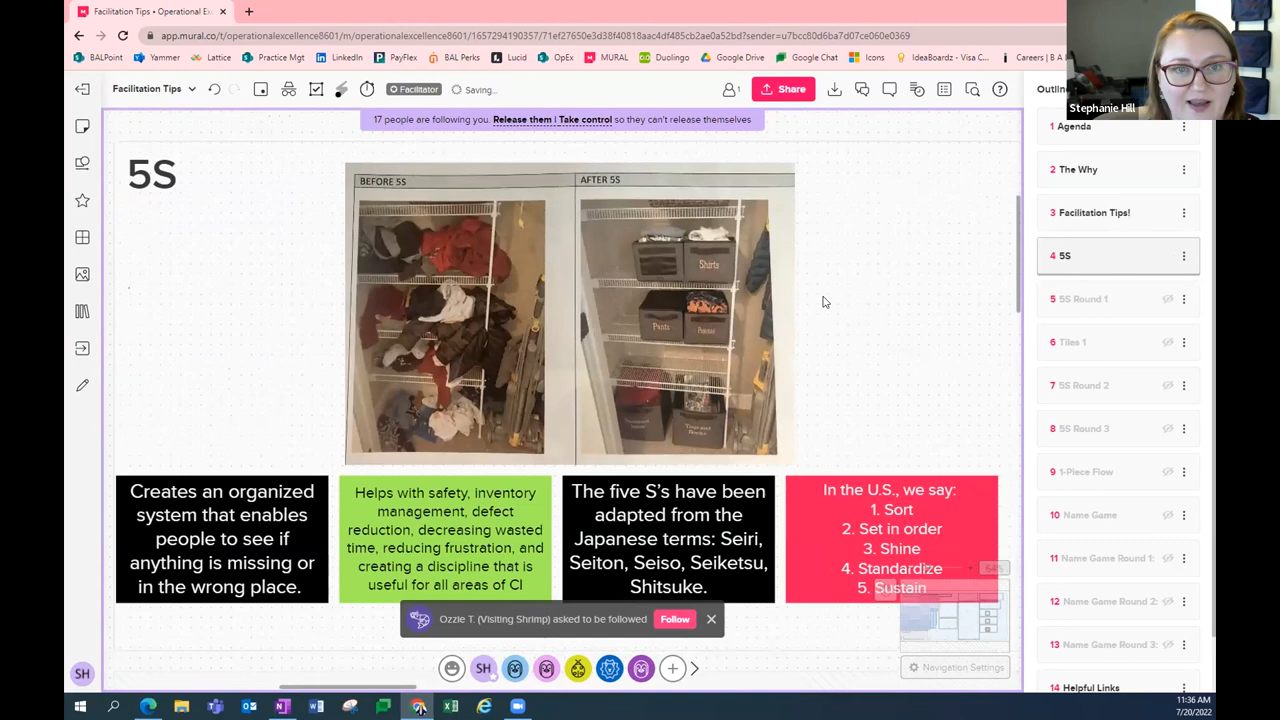 Facilitation Tips • Operational Ex
app.mural.co/t/operationalexcellence8601/m/operationalexcellence8601/1657294190357/71ef27650e3d38f40818aac4df485cb2ae0a52bd?sender=u7bcc80d6ba7d07ce060e0369
BALPoint
Yammer
Lattice
Practice Mgt
LinkedIn
PayFlex
BAL Perks
Lucid
OpEx
MURAL
Duolingo
Google Drive
Google Chat
Icons
IdeaBoardz - Visa C...
Careers | B A N
Stephanie Hill
Facilitation Tips
Facilitator
Saving...
1
Share
Outline
17 people are following you. Release them | Take control so they can't release themselves
5S
BEFORE 5S
AFTER 5S
Shirts
Pants
Creates an organized
system that enables
people to see if
anything is missing or
in the wrong place.
Helps with safety, inventory
management, defect
reduction, decreasing wasted
time, reducing frustration, and
creating a discipline that is
useful for all areas of CI
The five S's have been
adapted from the
Japanese terms: Seiri,
Seiton, Seiso, Seiketsu,
Shitsuke.
In the U.S., we say:
1. Sort
2. Set in order
3. Shine
4. Standardize
5. Sustain
54%
Ozzie T. (Visiting Shrimp) asked to be followed
Follow
SH
SH
Navigation Settings
1 Agenda
2 The Why
3 Facilitation Tips!
4 5S
5 5S Round 1
6 Tiles 1
7 5S Round 2
8 5S Round 3
9 1-Piece Flow
10 Name Game
11 Name Game Round 1:
12 Name Game Round 2:
13 Name Game Round 3:
14 Helpful Links
11:36 AM
7/20/2022